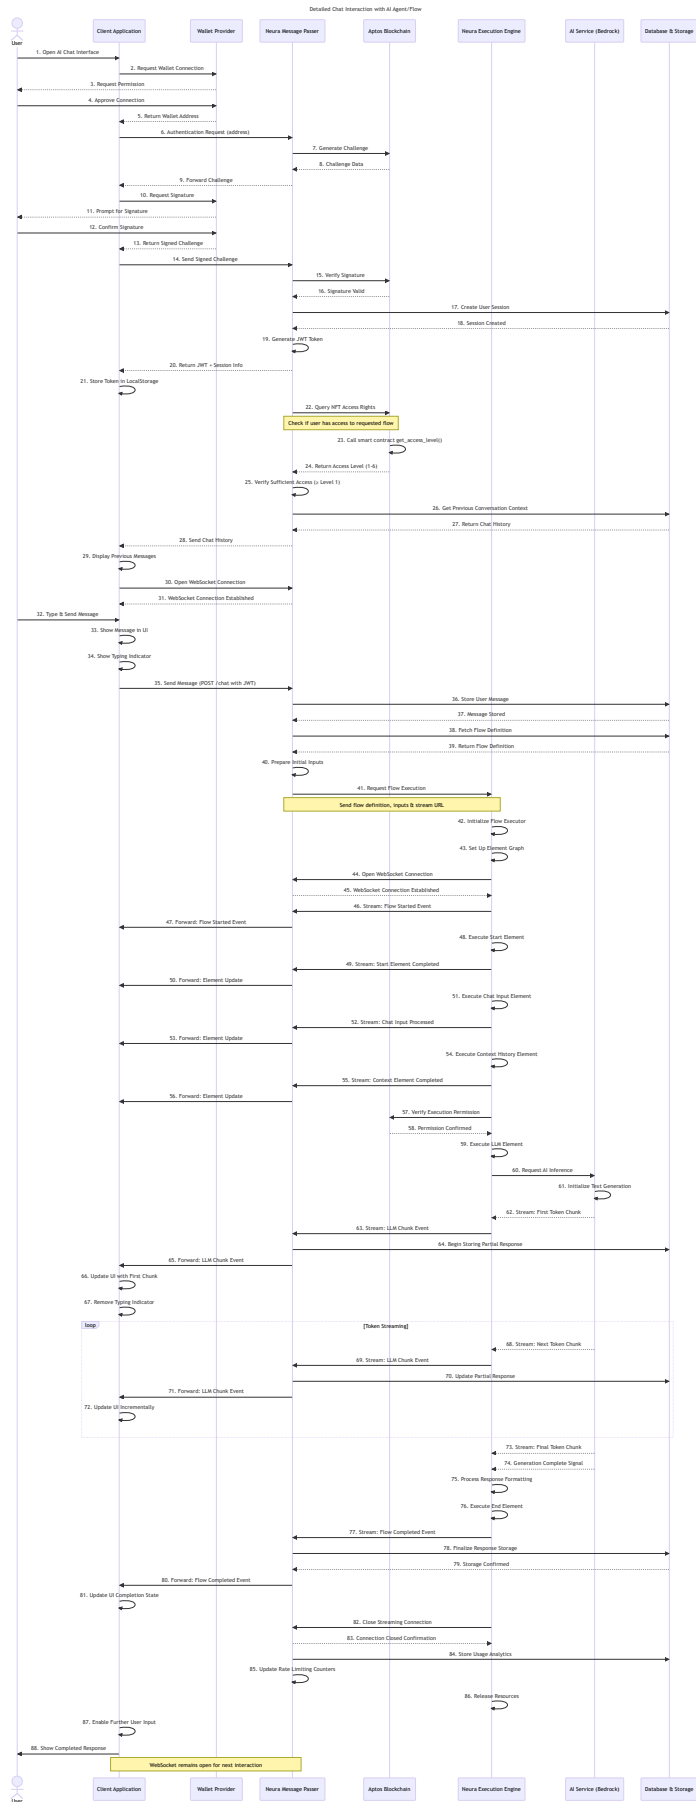 Detailed Chat Interaction with AI Agent/Flow
User
Client Application
Wallet Provider
Neura Message Passer
Aptos Blockchain
Neura Execution Engine
AI Service (Bedrock)
Database & Storage
1. Open AI Chat Interface
2. Request Wallet Connection
3. Request Permission
4. Approve Connection
5. Return Wallet Address
6. Authentication Request (address)
7. Generate Challenge
8. Challenge Data
9. Forward Challenge
10. Request Signature
11. Prompt for Signature
12. Confirm Signature
13. Return Signed Challenge
14. Send Signed Challenge
15. Verify Signature
16. Signature Valid
17. Create User Session
18. Session Created
19. Generate JWT Token
20. Return JWT + Session Info
21. Store Token in LocalStorage
22. Query NFT Access Rights
Check if user has access to requested flow
23. Call smart contract get_access_level()
24. Return Access Level (1-6)
25. Verify Sufficient Access (≥ Level 1)
26. Get Previous Conversation Context
27. Return Chat History
28. Send Chat History
29. Display Previous Messages
30. Open WebSocket Connection
31. WebSocket Connection Established
32. Type & Send Message
33. Show Message in UI
34. Show Typing Indicator
35. Send Message (POST /chat with JWT)
36. Store User Message
37. Message Stored
38. Fetch Flow Definition
39. Return Flow Definition
40. Prepare Initial Inputs
41. Request Flow Execution
Send flow definition, inputs & stream URL
42. Initialize Flow Executor
43. Set Up Element Graph
44. Open WebSocket Connection
45. WebSocket Connection Established
46. Stream: Flow Started Event
47. Forward: Flow Started Event
48. Execute Start Element
49. Stream: Start Element Completed
50. Forward: Element Update
51. Execute Chat Input Element
52. Stream: Chat Input Processed
53. Forward: Element Update
54. Execute Context History Element
55. Stream: Context Element Completed
56. Forward: Element Update
57. Verify Execution Permission
58. Permission Confirmed
59. Execute LLM Element
60. Request AI Inference
61. Initialize Text Generation
62. Stream: First Token Chunk
63. Stream: LLM Chunk Event
64. Begin Storing Partial Response
65. Forward: LLM Chunk Event
66. Update UI with First Chunk
67. Remove Typing Indicator
loop
[Token Streaming]
68. Stream: Next Token Chunk
69. Stream: LLM Chunk Event
70. Update Partial Response
71. Forward: LLM Chunk Event
72. Update UI Incrementally
73. Stream: Final Token Chunk
74. Generation Complete Signal
75. Process Response Formatting
76. Execute End Element
77. Stream: Flow Completed Event
78. Finalize Response Storage
79. Storage Confirmed
80. Forward: Flow Completed Event
81. Update UI Completion State
82. Close Streaming Connection
83. Connection Closed Confirmation
84. Store Usage Analytics
85. Update Rate Limiting Counters
86. Release Resources
87. Enable Further User Input
88. Show Completed Response
WebSocket remains open for next interaction
User
Client Application
Wallet Provider
Neura Message Passer
Aptos Blockchain
Neura Execution Engine
AI Service (Bedrock)
Database & Storage